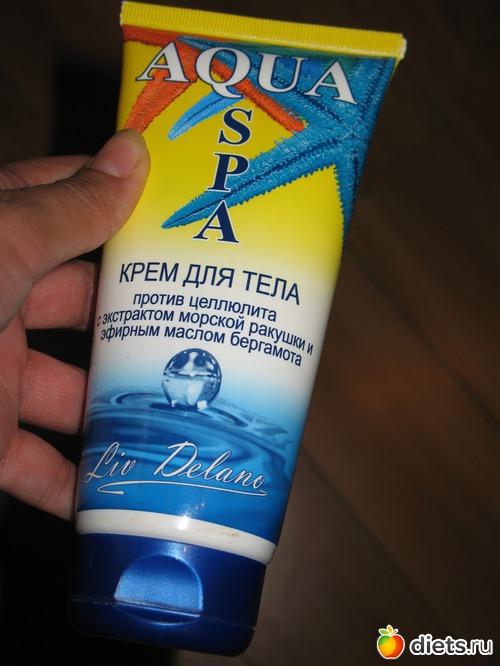 AQUA
SPA
КРЕМ ДЛЯ ТЕЛА
против целлюлита
с экстрактом морской ракушки и
эфирным маслом бергамота
Liv Delano
diets.ru